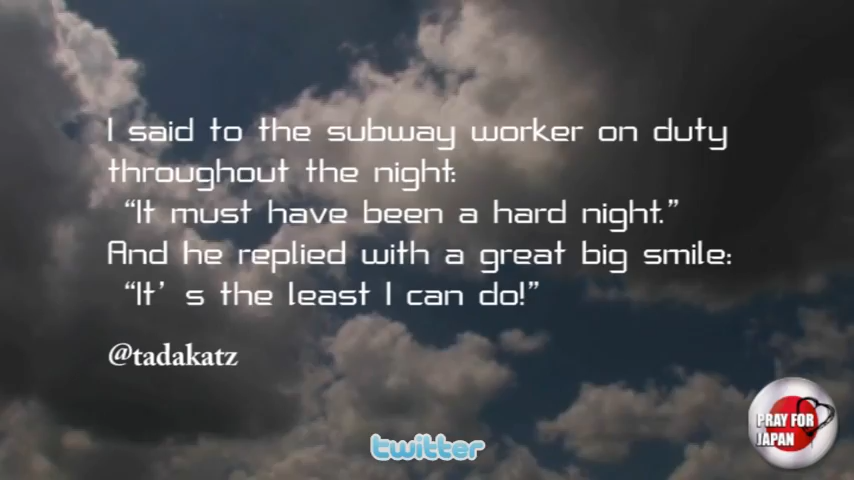 I said to the subway worker on duty
throughout the night:
“It must have been a hard night.”
And he replied with a great big smile:
“It’ s the least I can do!”
@tadakatz
PRAY FOR
JAPAN
twitter